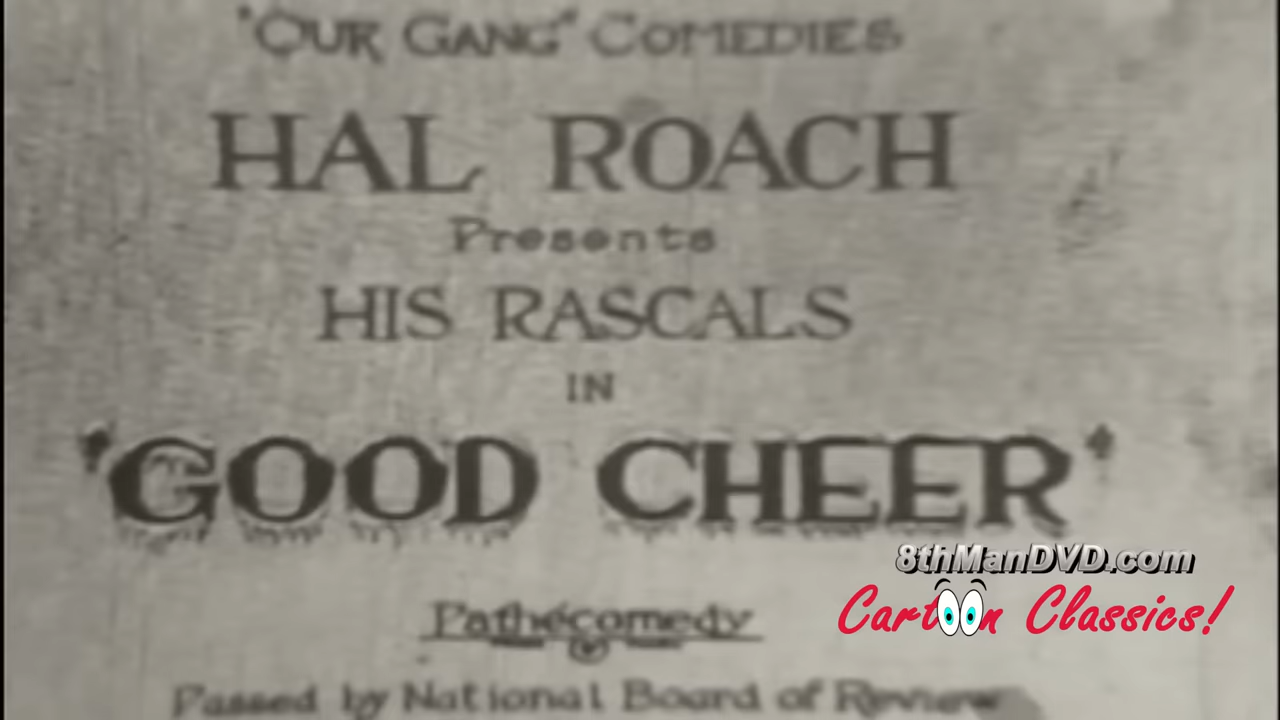 "OUR GANG" COMEDIES
HAL ROACH
Presents
HIS RASCALS
IN
"GOOD CHEER"
Pathécomedy
Passed by National Board of Review
8thManDVD.com
Cartoon Classics!